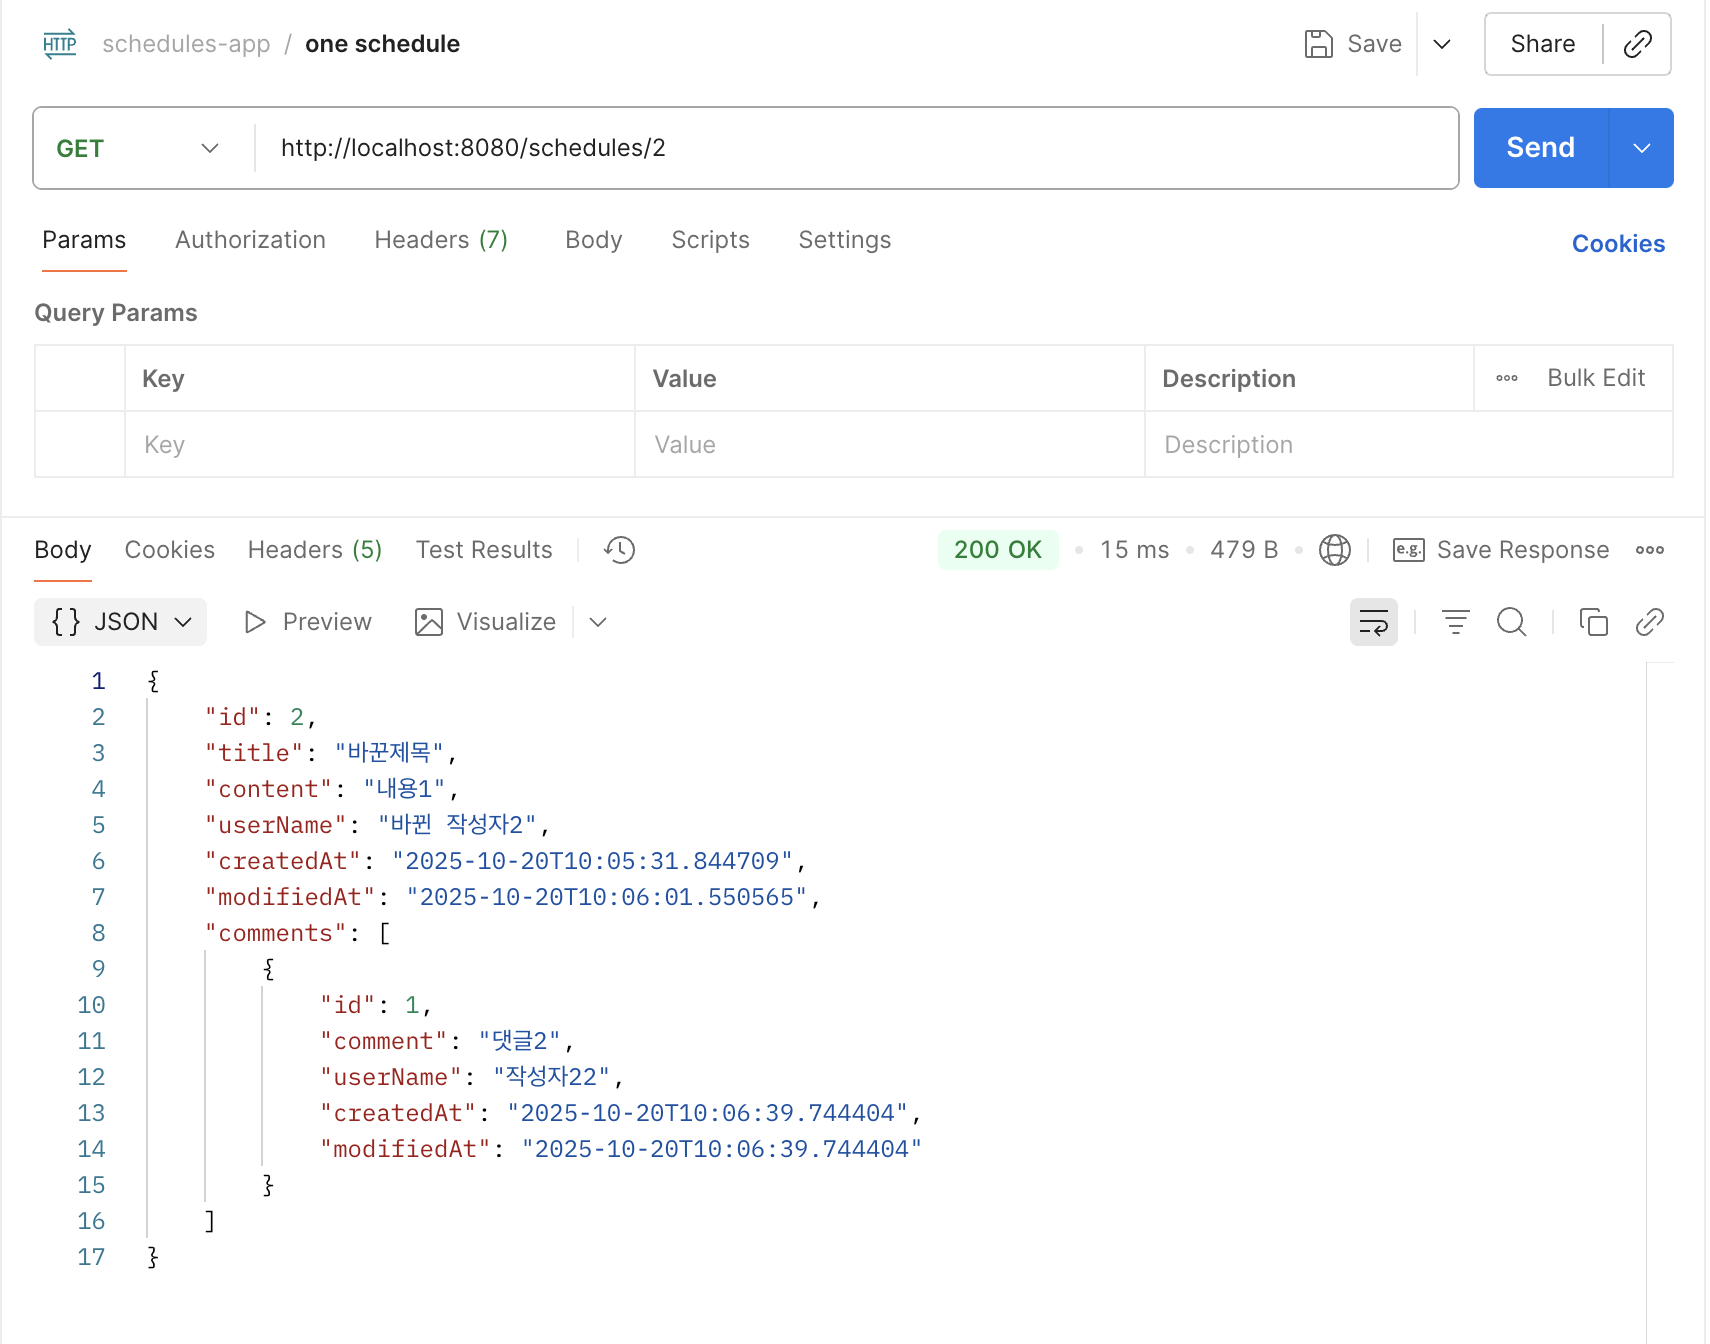 HTTP schedules-app / one schedule Save Share
GET http://localhost:8080/schedules/2 Send
Params Authorization Headers (7) Body Scripts Settings Cookies
Query Params
Key Value Description Bulk Edit
Key Value Description
Body Cookies Headers (5) Test Results 200 OK 15 ms 479 B e.g. Save Response
{} JSON Preview Visualize
1 {
2 "id": 2,
3 "title": "바꾼제목",
4 "content": "내용1",
5 "userName": "바뀐 작성자2",
6 "createdAt": "2025-10-20T10:05:31.844709",
7 "modifiedAt": "2025-10-20T10:06:01.550565",
8 "comments": [
9 {
10 "id": 1,
11 "comment": "댓글2",
12 "userName": "작성자22",
13 "createdAt": "2025-10-20T10:06:39.744404",
14 "modifiedAt": "2025-10-20T10:06:39.744404"
15 }
16 ]
17 }